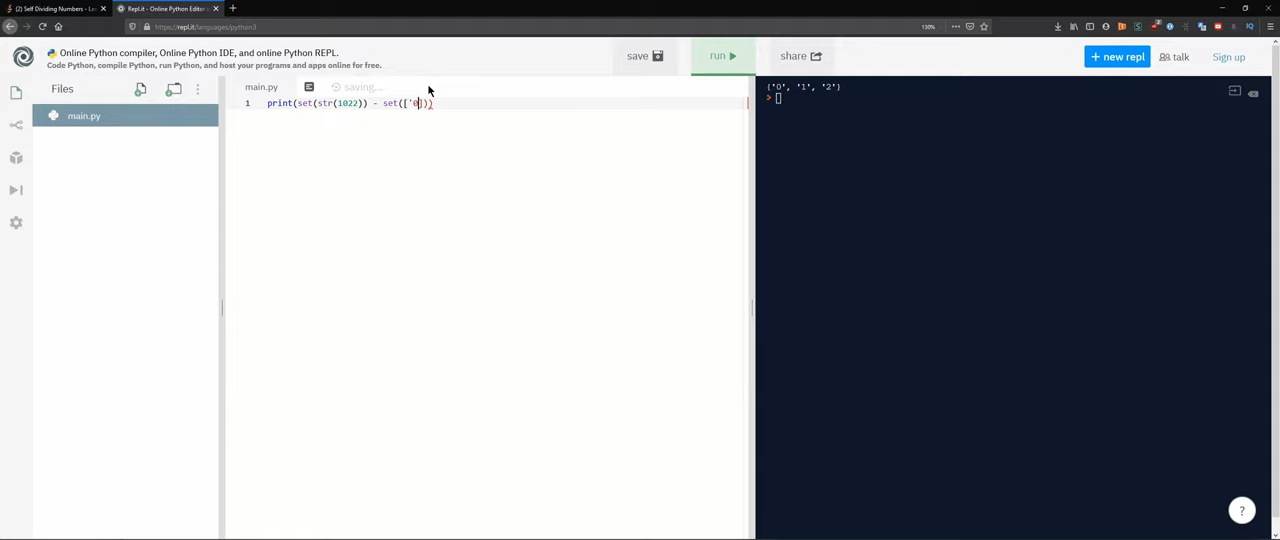 (2) Self Dividing Numbers - Le
Repl.it - Online Python Editor
https://repl.it/languages/python3
130%
Online Python compiler, Online Python IDE, and online Python REPL.
Code Python, compile Python, run Python, and host your programs and apps online for free.
save
run
share
+ new repl
talk
Sign up
Files
main.py
main.py
saving...
1 print(set(str(1022)) - set(['0]))
{'0', '1', '2'}
>
?